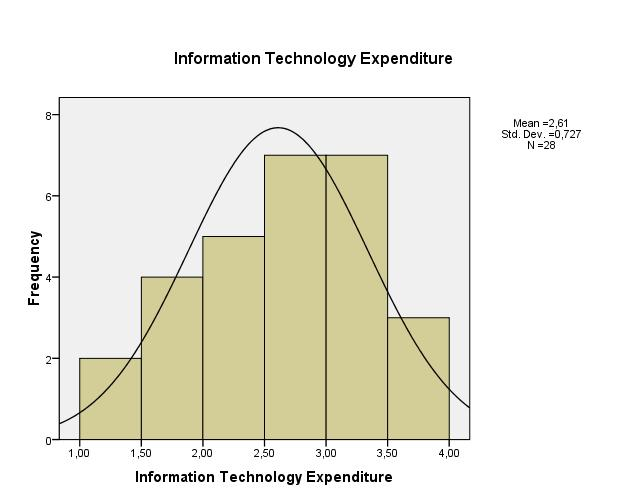 Information Technology Expenditure
Mean =2,61
Std. Dev. =0,727
N =28
Frequency
8
6
4
2
0
1,00 1,50 2,00 2,50 3,00 3,50 4,00
Information Technology Expenditure